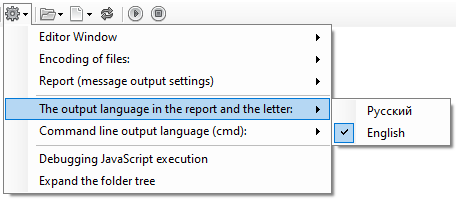 Editor Window
Encoding of files:
Report (message output settings)
The output language in the report and the letter:
Русский
English
Command line output language (cmd):
Debugging JavaScript execution
Expand the folder tree